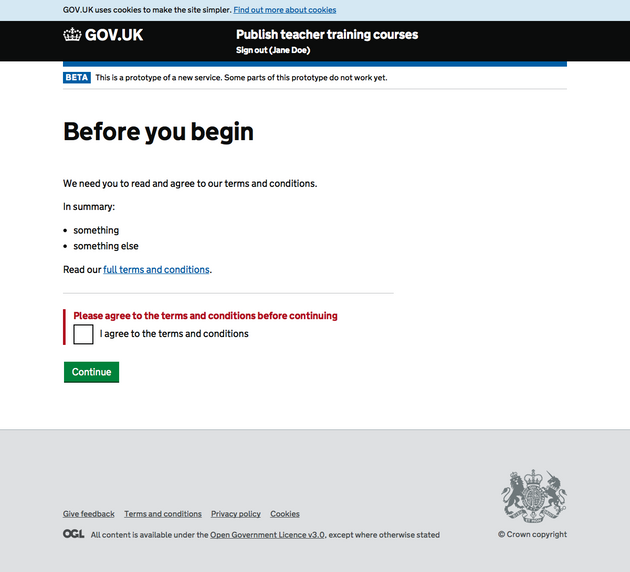 GOV.UK uses cookies to make the site simpler. Find out more about cookies
GOV.UK
Publish teacher training courses
Sign out (Jane Doe)
BETA This is a prototype of a new service. Some parts of this prototype do not work yet.
Before you begin
We need you to read and agree to our terms and conditions.
In summary:
• something
• something else
Read our full terms and conditions.
Please agree to the terms and conditions before continuing
I agree to the terms and conditions
Continue
Give feedback Terms and conditions Privacy policy Cookies
OGL All content is available under the Open Government Licence v3.0, except where otherwise stated
© Crown copyright